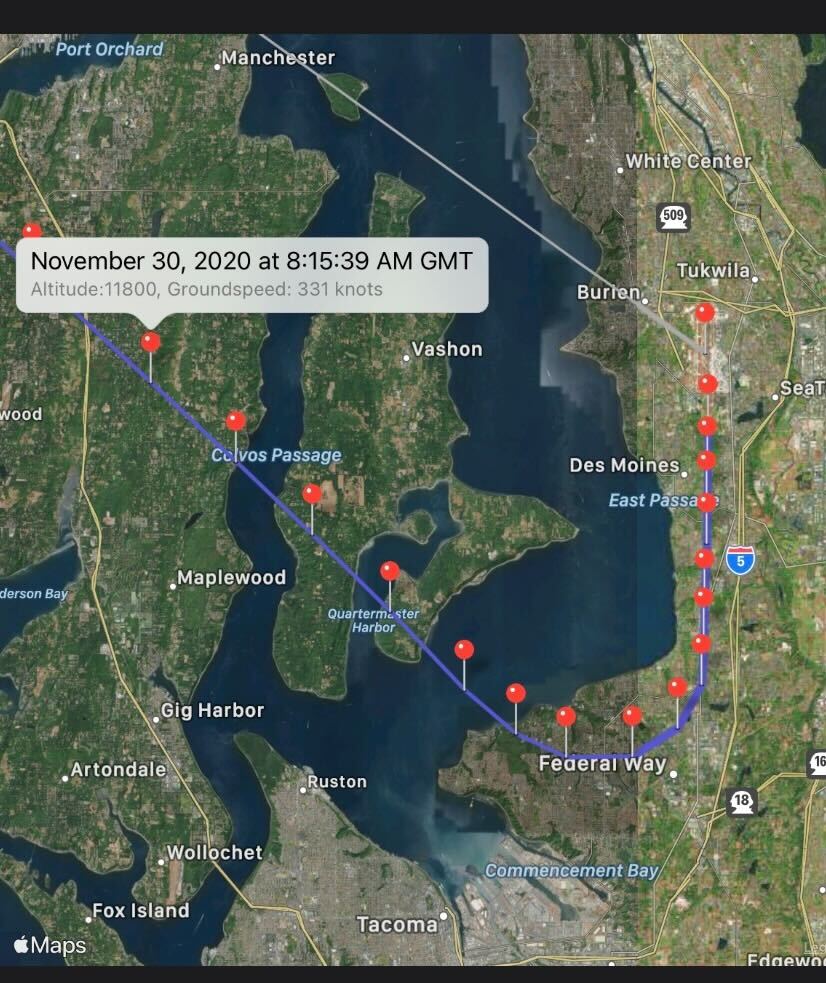 Port Orchard
Manchester
White Center
509
November 30, 2020 at 8:15:39 AM GMT
Altitude:11800, Groundspeed: 331 knots
Tukwila
Burien
Vashon
SeaT
wood
Colvos Passage
Des Moines
East Passage
5
Maplewood
derson Bay
Quartermaster
Harbor
Gig Harbor
Federal Way
Artondale
Ruston
16
18
Wollochet
Commencement Bay
Fox Island
Tacoma
Maps
Edgewoo